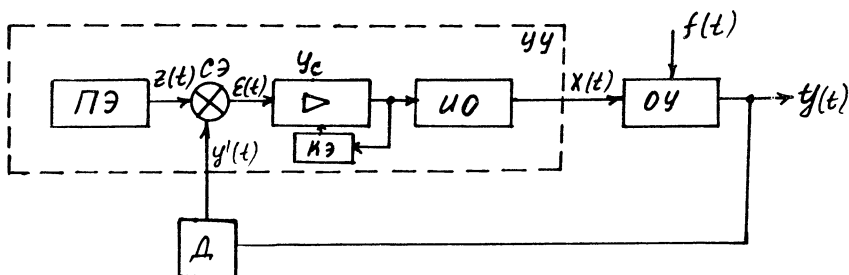 УУ
f(t)
ПЭ
z(t)
СЭ
ε(t)
Ус
ИО
x(t)
ОУ
y(t)
КЭ
y'(t)
Д